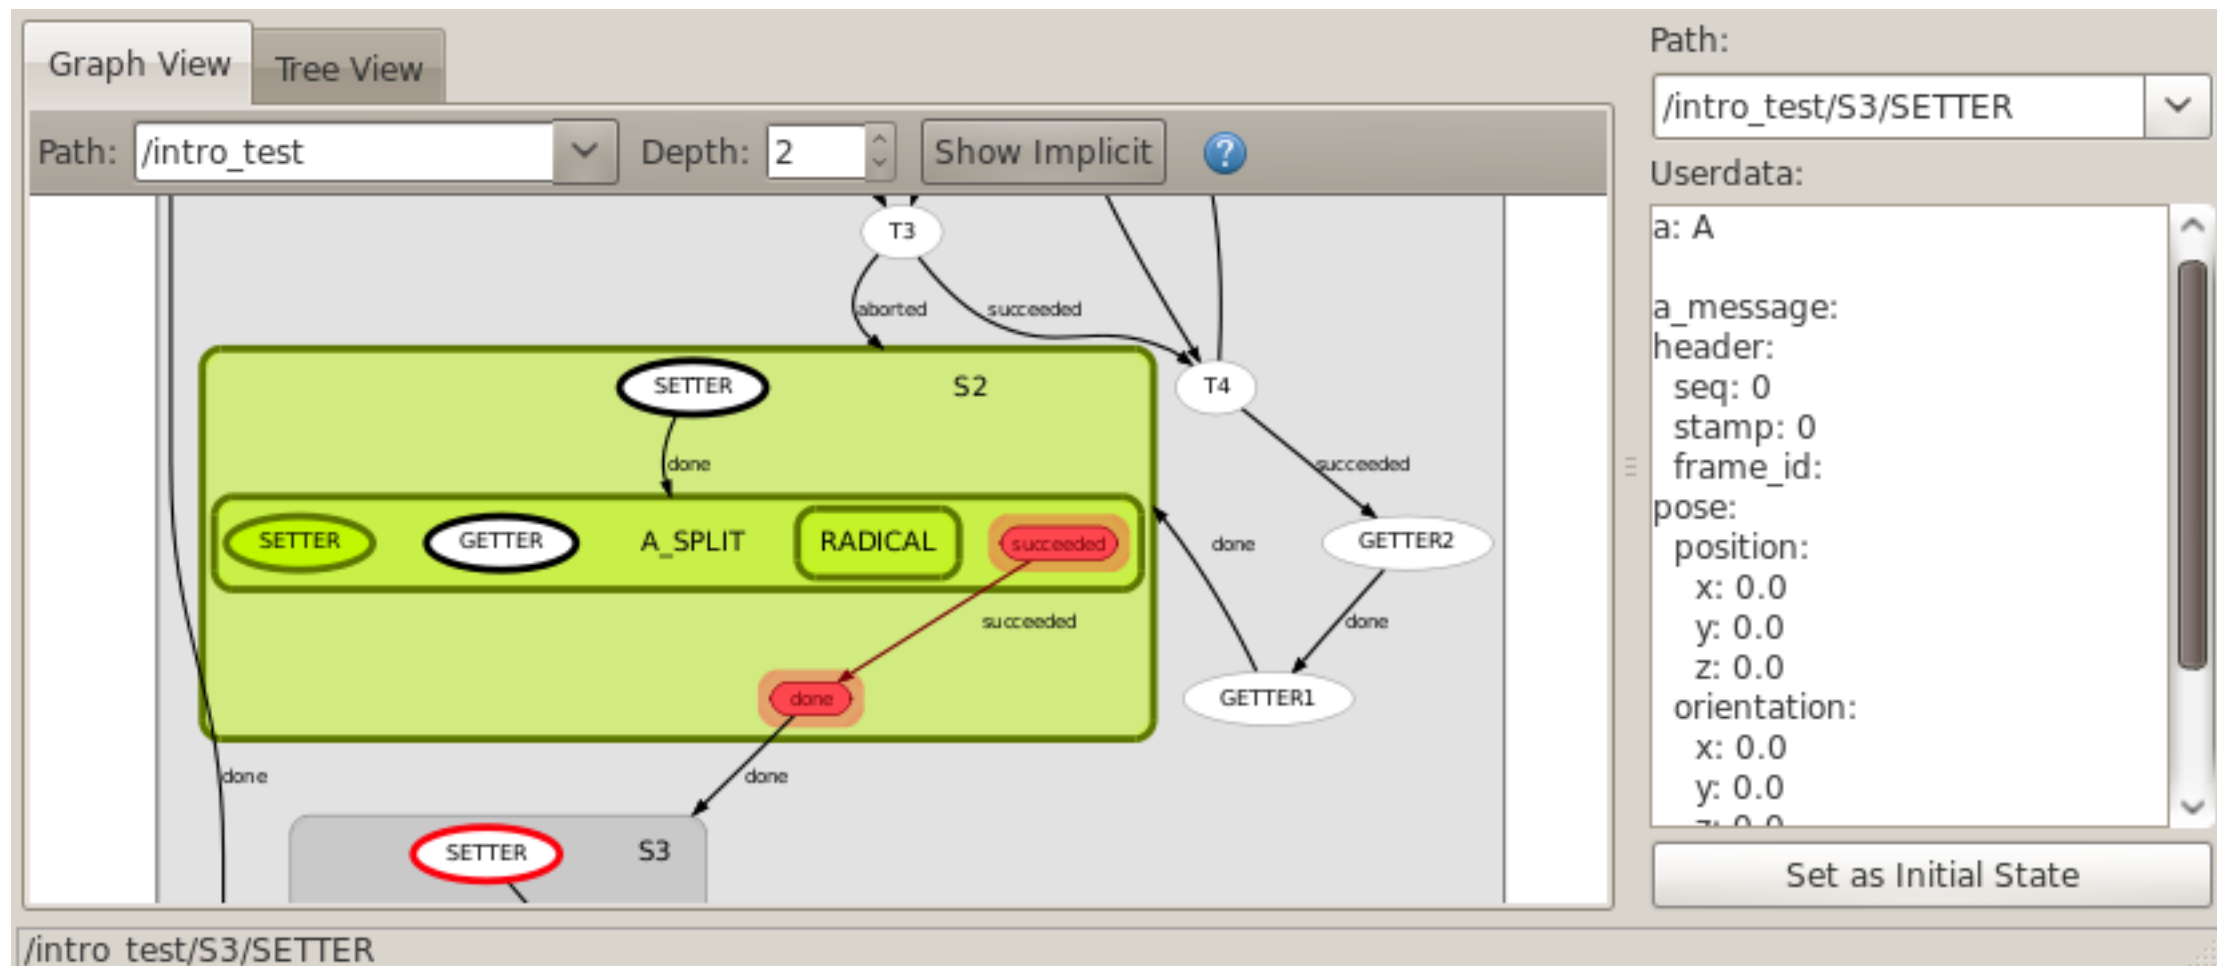 Graph View Tree View
Path: /intro_test Depth: 2 Show Implicit ?
T3
aborted succeeded
SETTER S2 T4
done succeeded
SETTER GETTER A_SPLIT RADICAL succeeded done GETTER2
succeeded done
done GETTER1
done done
SETTER S3
Path:
/intro_test/S3/SETTER
Userdata:
a: A
a_message:
header:
seq: 0
stamp: 0
frame_id:
pose:
position:
x: 0.0
y: 0.0
z: 0.0
orientation:
x: 0.0
y: 0.0
z: 0.0
Set as Initial State
/intro_test/S3/SETTER